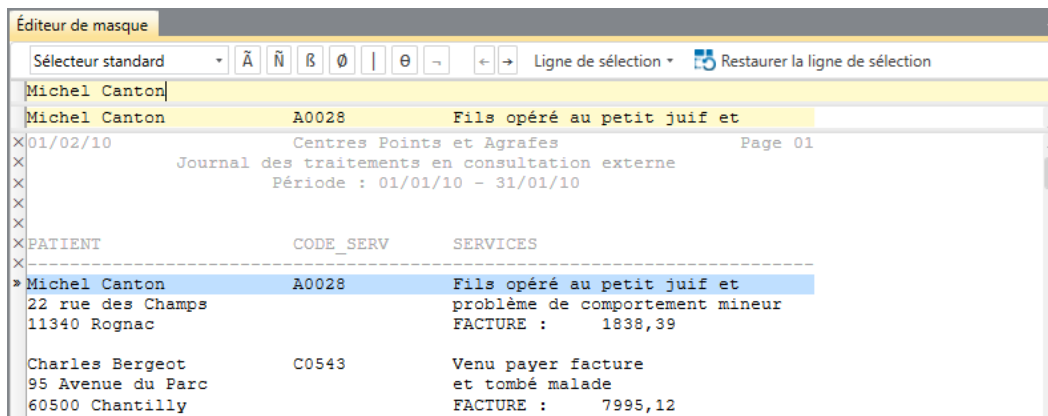 Éditeur de masque
Sélecteur standard Ã Ñ ß Ø | Ɵ ¬ ← → Ligne de sélection Restaurer la ligne de sélection
Michel Canton
Michel Canton A0028 Fils opéré au petit juif et
01/02/10 Centres Points et Agrafes Page 01
Journal des traitements en consultation externe
Période : 01/01/10 - 31/01/10
PATIENT CODE_SERV SERVICES
--------------------------------------------------------------------------------
Michel Canton A0028 Fils opéré au petit juif et
22 rue des Champs problème de comportement mineur
11340 Rognac FACTURE : 1838,39
Charles Bergeot C0543 Venu payer facture
95 Avenue du Parc et tombé malade
60500 Chantilly FACTURE : 7995,12